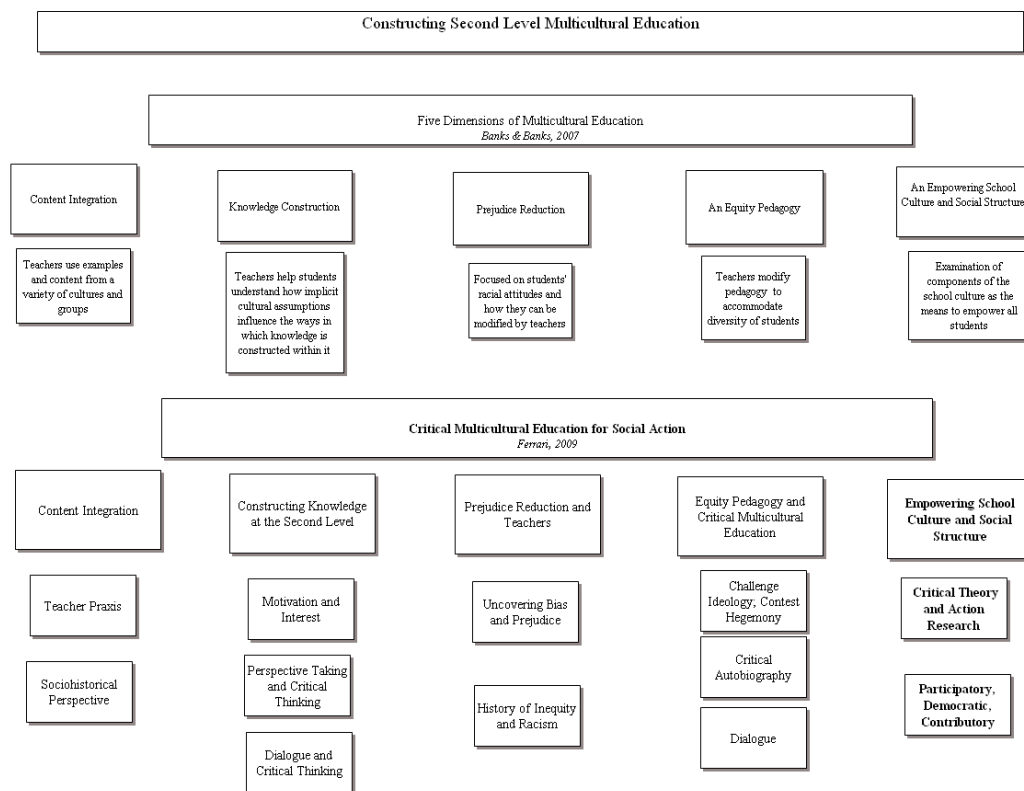 Constructing Second Level Multicultural Education
Five Dimensions of Multicultural Education
Banks & Banks, 2007
Content Integration
Knowledge Construction
Prejudice Reduction
An Equity Pedagogy
An Empowering School
Culture and Social Structure
Teachers use examples
and content from a
variety of cultures and
groups
Teachers help students
understand how implicit
cultural assumptions
influence the ways in
which knowledge is
constructed within it
Focused on students'
racial attitudes and
how they can be
modified by teachers
Teachers modify
pedagogy to
accommodate
diversity of students
Examination of
components of the
school culture as the
means to empower all
students
Critical Multicultural Education for Social Action
Ferrari, 2009
Content Integration
Constructing Knowledge
at the Second Level
Prejudice Reduction and
Teachers
Equity Pedagogy and
Critical Multicultural
Education
Empowering School
Culture and Social
Structure
Teacher Praxis
Motivation and
Interest
Uncovering Bias
and Prejudice
Challenge
Ideology; Contest
Hegemony
Critical Theory
and Action
Research
Sociohistorical
Perspective
Perspective Taking
and Critical
Thinking
History of Inequity
and Racism
Critical
Autobiography
Participatory,
Democratic,
Contributory
Dialogue and
Critical Thinking
Dialogue